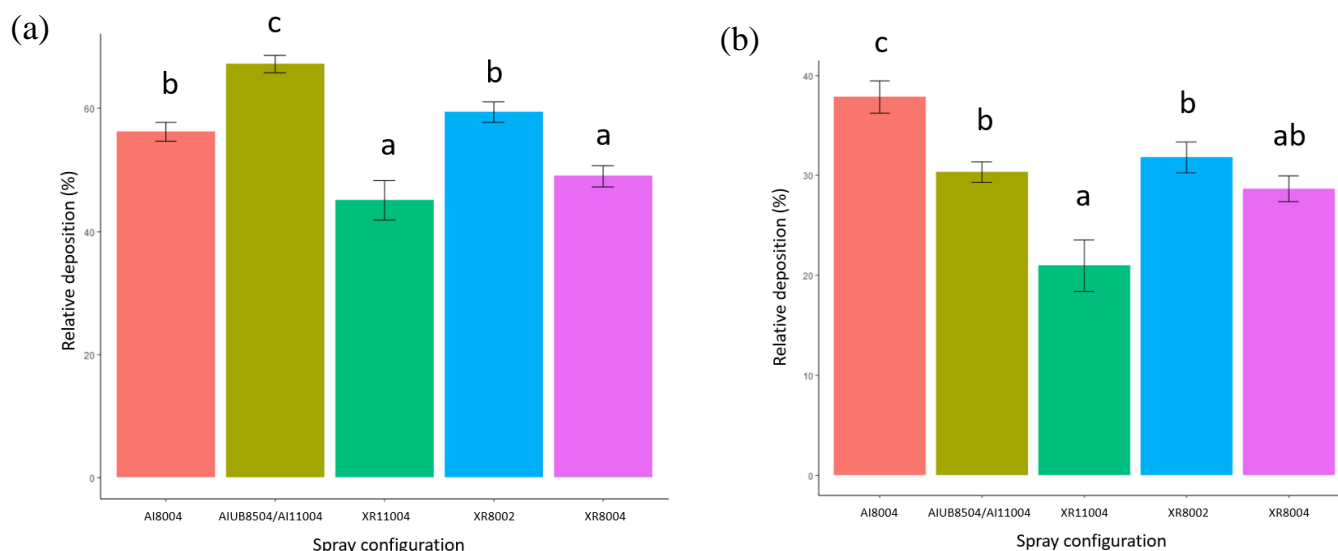 (a)
c
b
b
a
a
60
40
20
0
Relative deposition (%)
AI8004
AIUB8504/AI11004
XR11004
XR8002
XR8004
Spray configuration
(b)
c
b
b
ab
a
40
30
20
10
0
Relative deposition (%)
AI8004
AIUB8504/AI11004
XR11004
XR8002
XR8004
Spray configuration